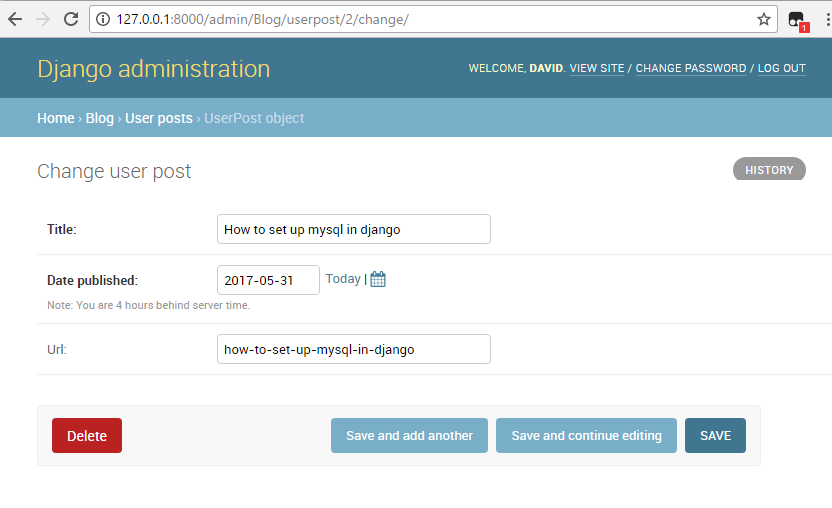 127.0.0.1:8000/admin/Blog/userpost/2/change/
1
Django administration
WELCOME, DAVID. VIEW SITE / CHANGE PASSWORD / LOG OUT
Home › Blog › User posts › UserPost object
Change user post
HISTORY
Title: How to set up mysql in django
Date published: 2017-05-31 Today |
Note: You are 4 hours behind server time.
Url: how-to-set-up-mysql-in-django
Delete Save and add another Save and continue editing SAVE